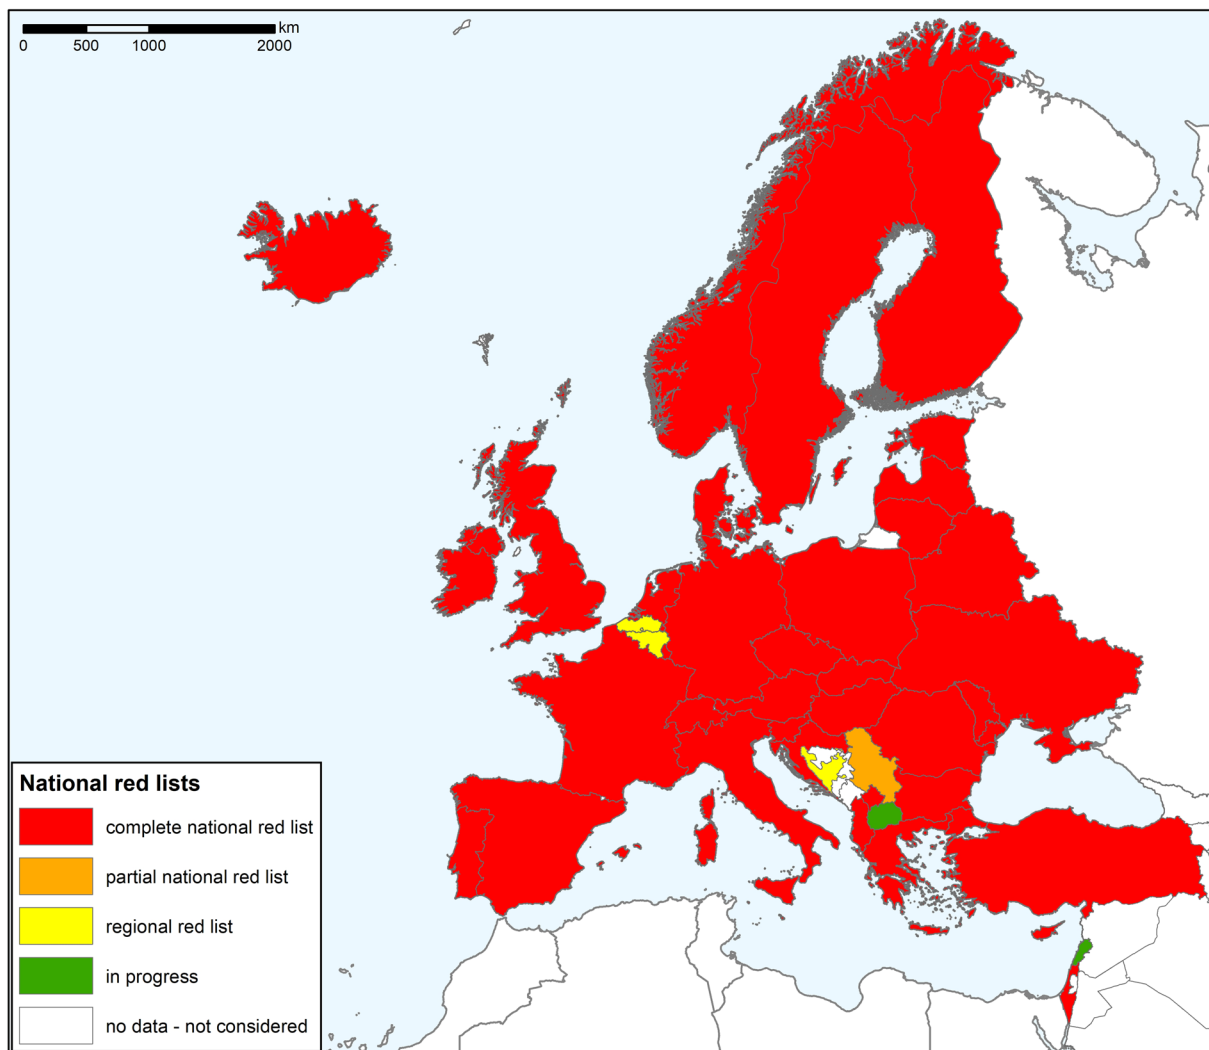 km
0 500 1000 2000
National red lists
complete national red list
partial national red list
regional red list
in progress
no data - not considered